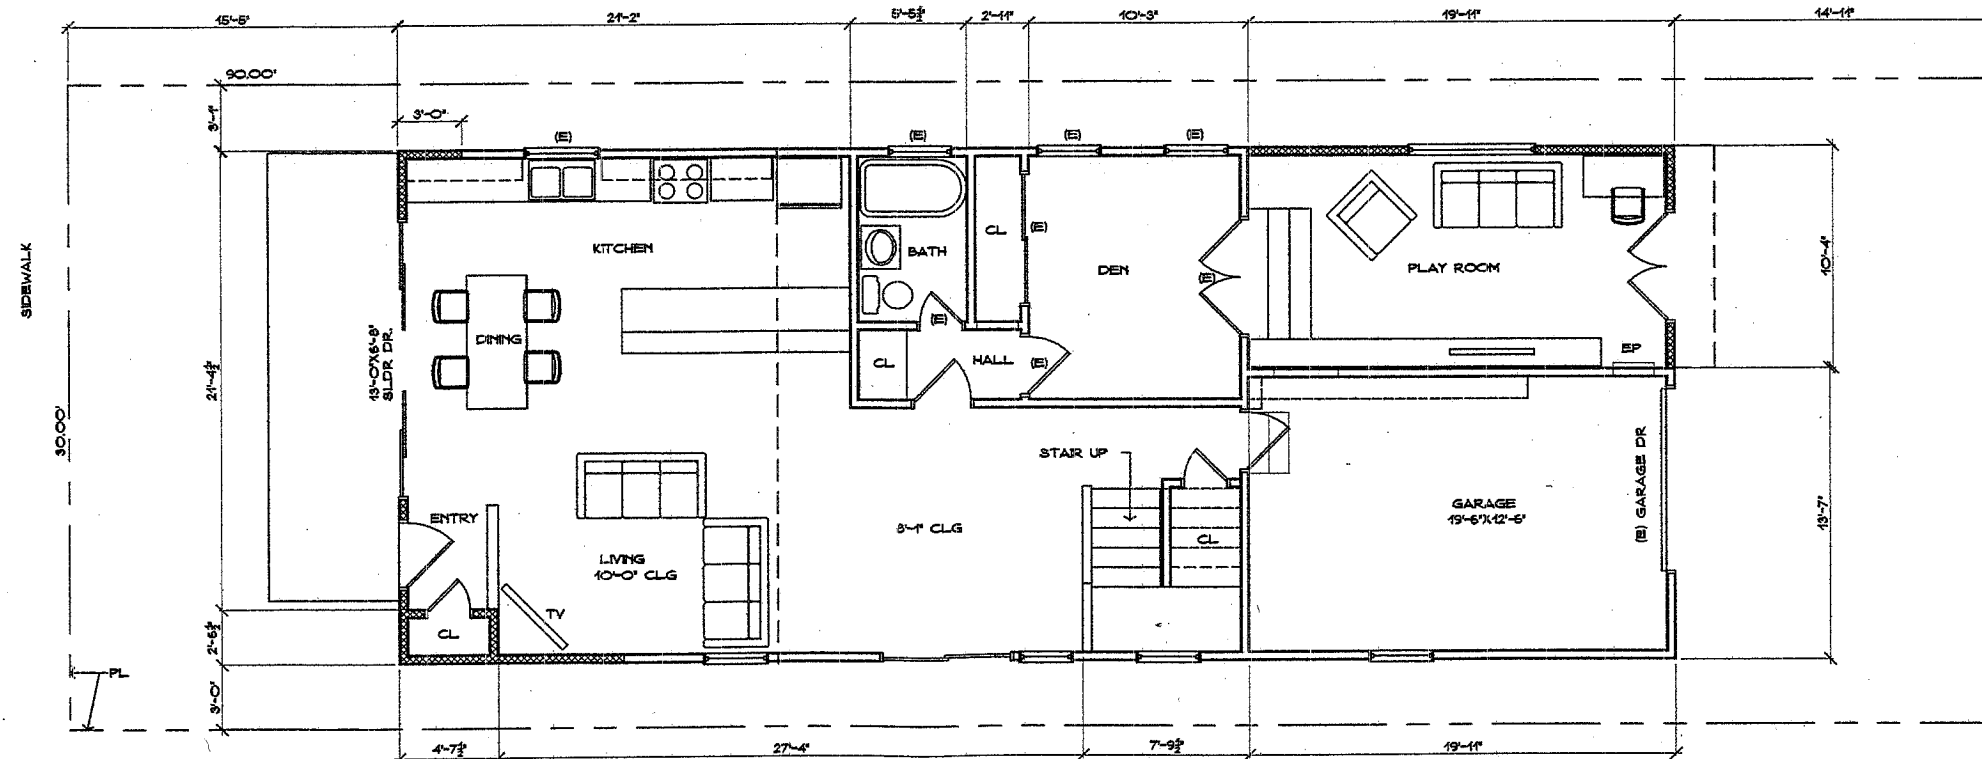 15'-5"
21'-2"
5'-5½"
2'-11"
10'-3"
19'-11"
14'-11"
90.00'
3'-1"
3'-0"
(E)
(E)
(E)
(E)
SIDEWALK
KITCHEN
BATH
CL
(E)
DEN
(E)
PLAY ROOM
10'-4"
DINING
13'-0"X6'-8"
SLDR DR.
21'-4½"
30.00'
(E)
CL
HALL
(E)
EP
STAIR UP
(E) GARAGE DR
GARAGE
19'-6"X12'-6"
13'-7"
ENTRY
8'-1" CLG
CL
LIVING
10'-0" CLG
TV
CL
2'-6½"
PL
3'-0"
4'-7½"
27'-4"
7'-9½"
19'-11"